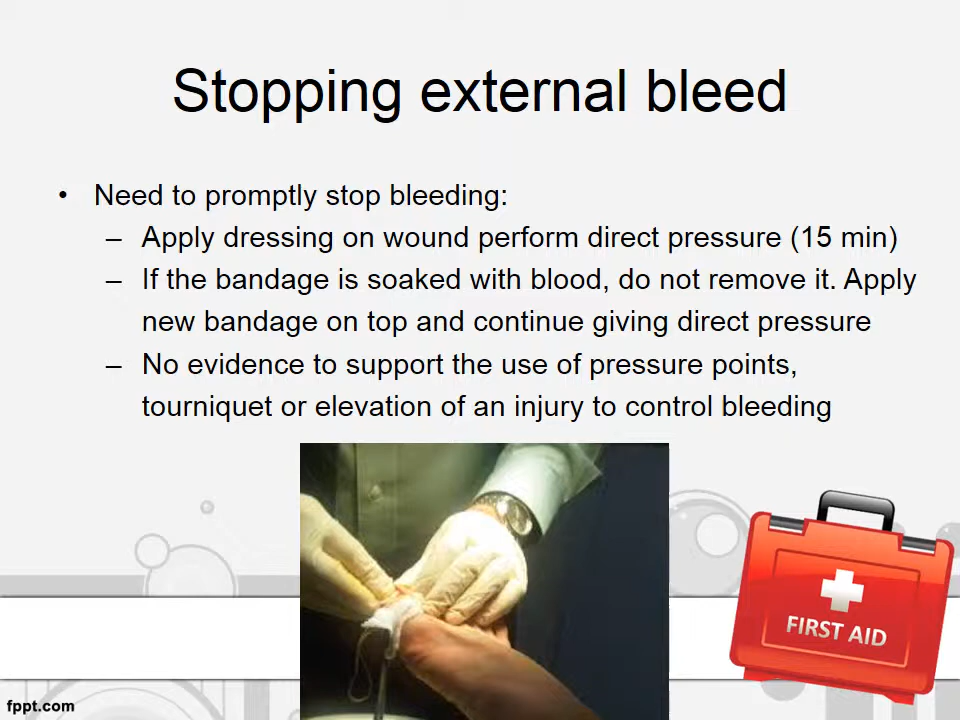 Stopping external bleed
• Need to promptly stop bleeding:
– Apply dressing on wound perform direct pressure (15 min)
– If the bandage is soaked with blood, do not remove it. Apply
new bandage on top and continue giving direct pressure
– No evidence to support the use of pressure points,
tourniquet or elevation of an injury to control bleeding
FIRST AID
fppt.com